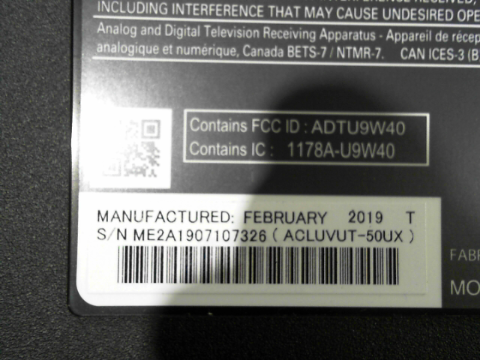 INCLUDING INTERFERENCE THAT MAY CAUSE UNDESIRED OPE
Analog and Digital Television Receiving Apparatus - Appareil de récep
analogique et numérique, Canada BETS-7 / NTMR-7. CAN ICES-3 (B
Contains FCC ID : ADTU9W40
Contains IC : 1178A-U9W40
MANUFACTURED: FEBRUARY 2019 T
S/N ME2A1907107326 ( ACLUVUT-50UX )
FABR
MO